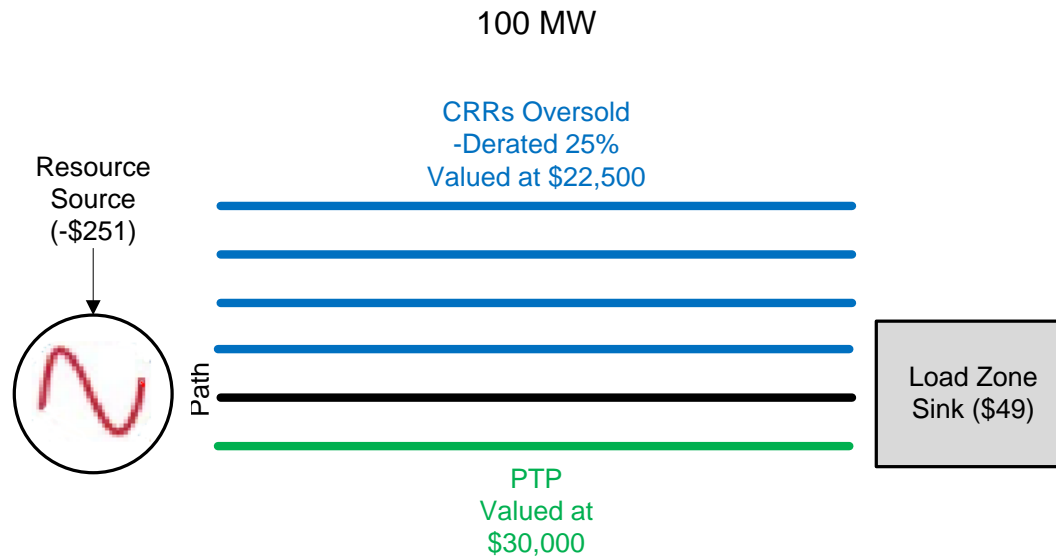 100 MW
CRRs Oversold
-Derated 25%
Valued at $22,500
Resource
Source
(-$251)
Path
Load Zone
Sink ($49)
PTP
Valued at
$30,000